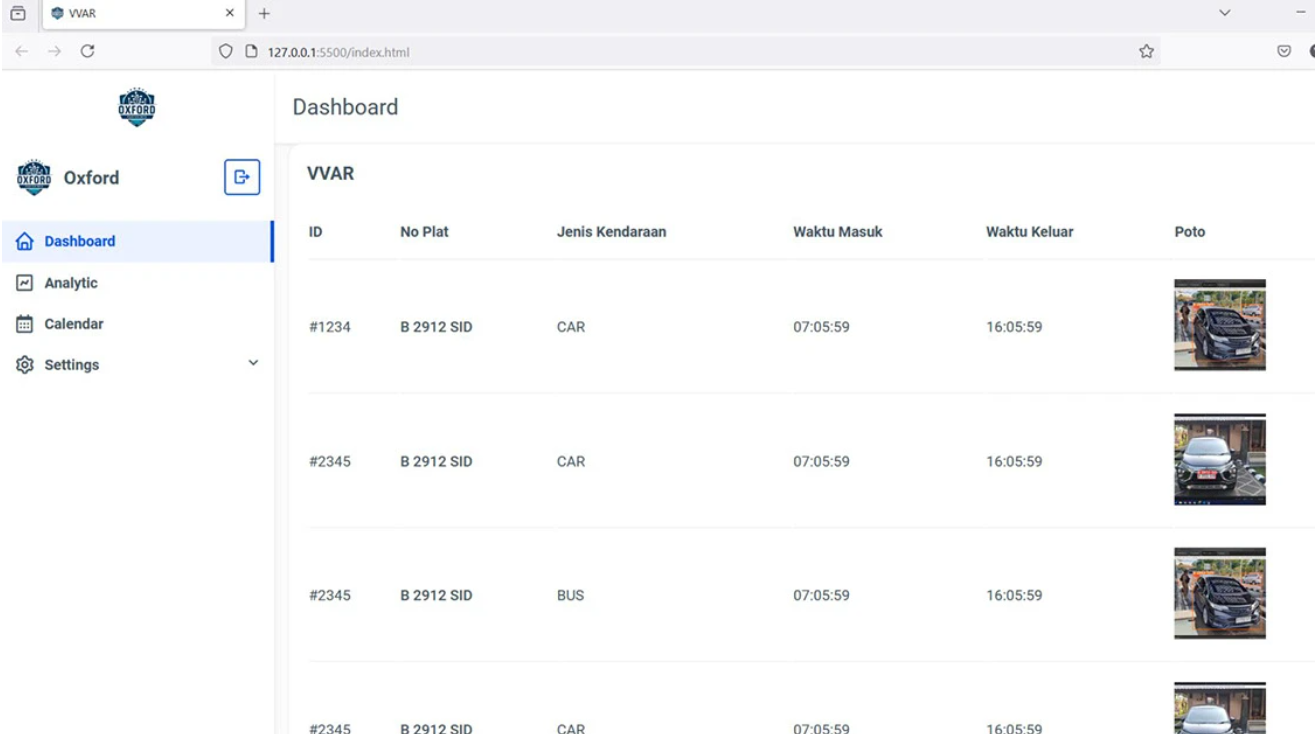 VVAR
127.0.0.1:5500/index.html
OXFORD
Dashboard
OXFORD
Oxford
VVAR
Dashboard
Analytic
Calendar
Settings
ID No Plat Jenis Kendaraan Waktu Masuk Waktu Keluar Poto
#1234 B 2912 SID CAR 07:05:59 16:05:59
#2345 B 2912 SID CAR 07:05:59 16:05:59
#2345 B 2912 SID BUS 07:05:59 16:05:59
#2345 B 2912 SID CAR 07:05:59 16:05:59